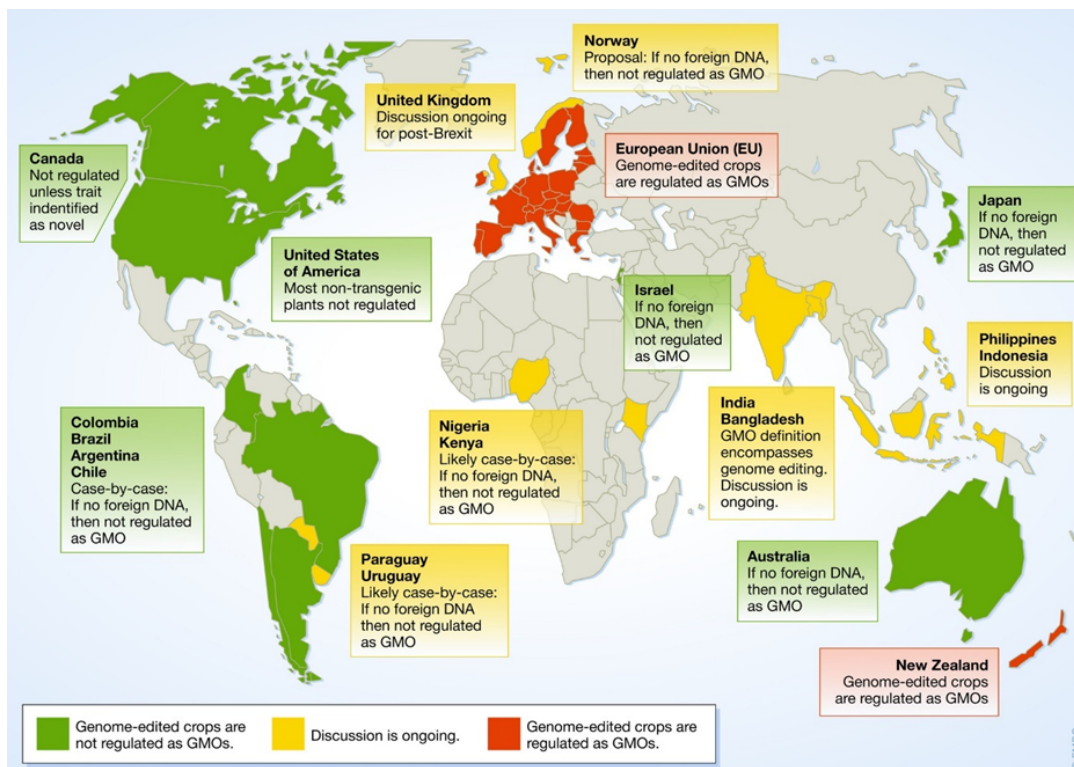 Norway
Proposal: If no foreign DNA,
then not regulated as GMO
United Kingdom
Discussion ongoing
for post-Brexit
European Union (EU)
Genome-edited crops
are regulated as GMOs
Canada
Not regulated
unless trait
indentified
as novel
United States
of America
Most non-transgenic
plants not regulated
Japan
If no foreign
DNA, then
not regulated
as GMO
Israel
If no foreign
DNA, then
not regulated
as GMO
Philippines
Indonesia
Discussion
is ongoing
Colombia
Brazil
Argentina
Chile
Case-by-case:
If no foreign DNA,
then not regulated
as GMO
Nigeria
Kenya
Likely case-by-case:
If no foreign DNA,
then not regulated
as GMO
India
Bangladesh
GMO definition
encompasses
genome editing.
Discussion is
ongoing.
Paraguay
Uruguay
Likely case-by-case:
If no foreign DNA
then not regulated
as GMO
Australia
If no foreign DNA,
then not regulated
as GMO
New Zealand
Genome-edited crops
are regulated as GMOs
Genome-edited crops are
not regulated as GMOs.
Discussion is ongoing.
Genome-edited crops are
regulated as GMOs.